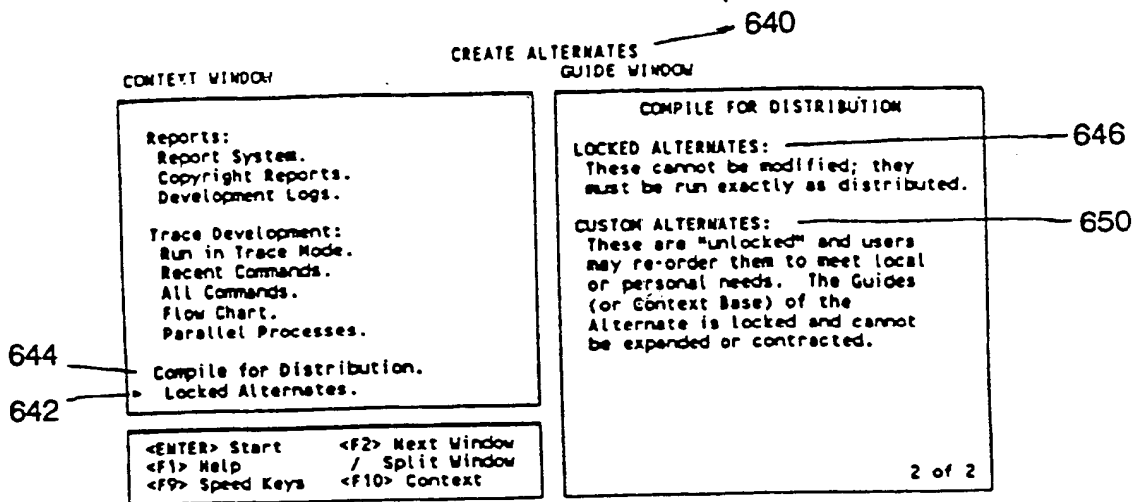 640
CREATE ALTERNATES
CONTEXT WINDOW
Reports:
Report System.
Copyright Reports.
Development Logs.
Trace Development:
Run in Trace Mode.
Recent Commands.
All Commands.
Flow Chart.
Parallel Processes.
644
Compile for Distribution.
642
Locked Alternates.
<ENTER> Start <F2> Next Window
<F1> Help / Split Window
<F9> Speed Keys <F10> Context
GUIDE WINDOW
COMPILE FOR DISTRIBUTION
LOCKED ALTERNATES: 646
These cannot be modified; they
must be run exactly as distributed.
CUSTOM ALTERNATES: 650
These are "unlocked" and users
may re-order them to meet local
or personal needs. The Guides
(or Context Base) of the
Alternate is locked and cannot
be expanded or contracted.
2 of 2